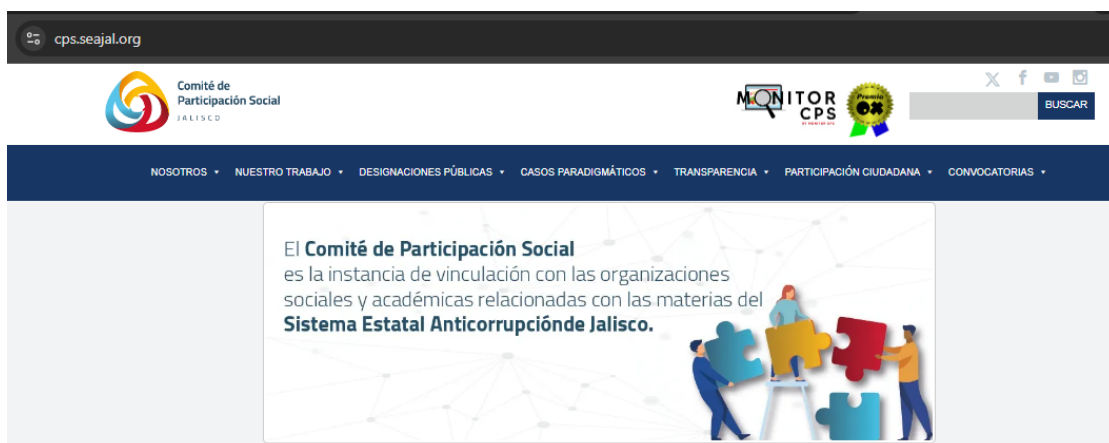 cps.seajal.org
Comité de
Participación Social
JALISCO
MONITOR
CPS
Premio
BUSCAR
NOSOTROS
NUESTRO TRABAJO
DESIGNACIONES PÚBLICAS
CASOS PARADIGMÁTICOS
TRANSPARENCIA
PARTICIPACIÓN CIUDADANA
CONVOCATORIAS
El Comité de Participación Social
es la instancia de vinculación con las organizaciones
sociales y académicas relacionadas con las materias del
Sistema Estatal Anticorrupciónde Jalisco.